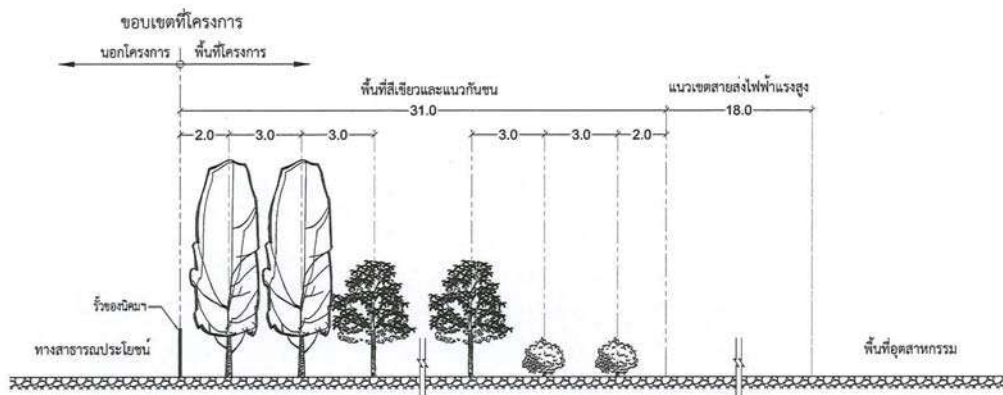 ขอบเขตที่โครงการ
นอกโครงการ พื้นที่โครงการ
พื้นที่สีเขียวและแนวกันชน แนวเขตสายส่งไฟฟ้าแรงสูง
31.0 18.0
2.0 3.0 3.0 3.0 3.0 2.0
รั้วของนิคมฯ
ทางสาธารณประโยชน์ พื้นที่อุตสาหกรรม